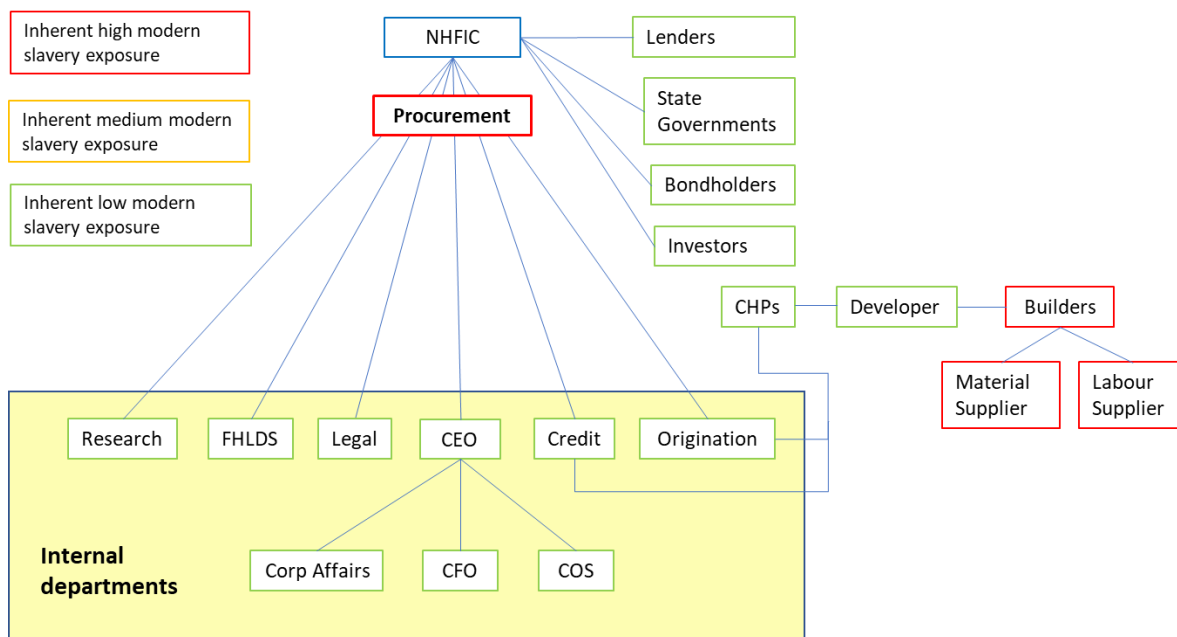 Inherent high modern
slavery exposure
NHFIC
Lenders
Inherent medium modern
slavery exposure
Procurement
State
Governments
Inherent low modern
slavery exposure
Bondholders
Investors
CHPs
Developer
Builders
Material
Supplier
Labour
Supplier
Research
FHLDS
Legal
CEO
Credit
Origination
Internal
departments
Corp Affairs
CFO
COS